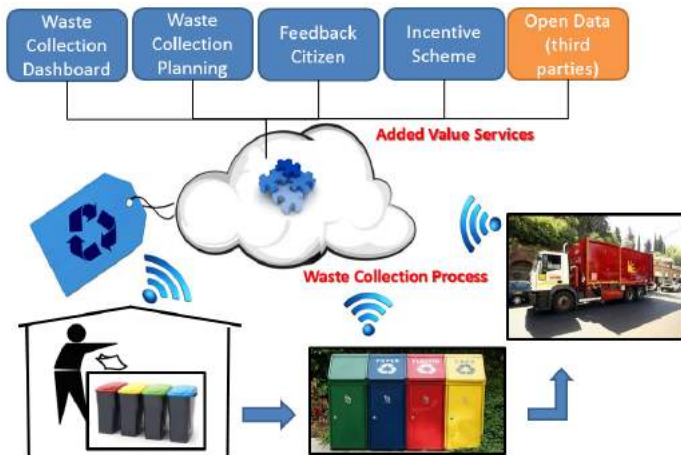 Waste
Collection
Dashboard
Waste
Collection
Planning
Feedback
Citizen
Incentive
Scheme
Open Data
(third
parties)
Added Value Services
Waste Collection Process
PAPER
PLASTIC